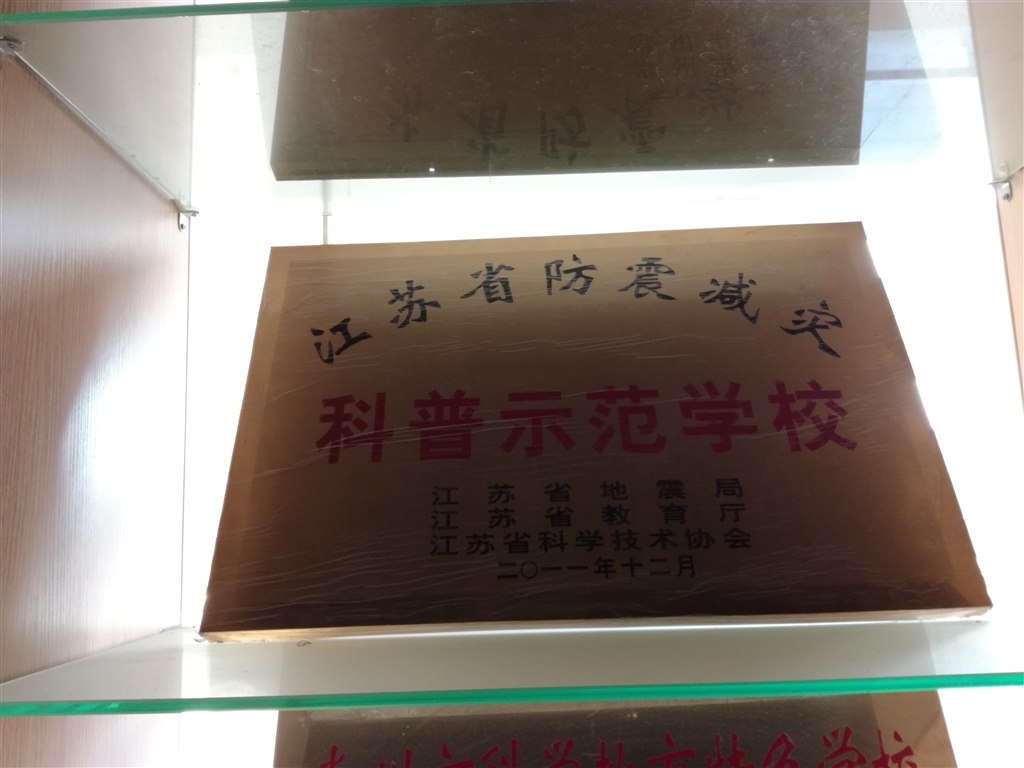 江苏省防震减灾
科普示范学校
江苏省地震局
江苏省教育厅
江苏省科学技术协会
二〇一一年十二月